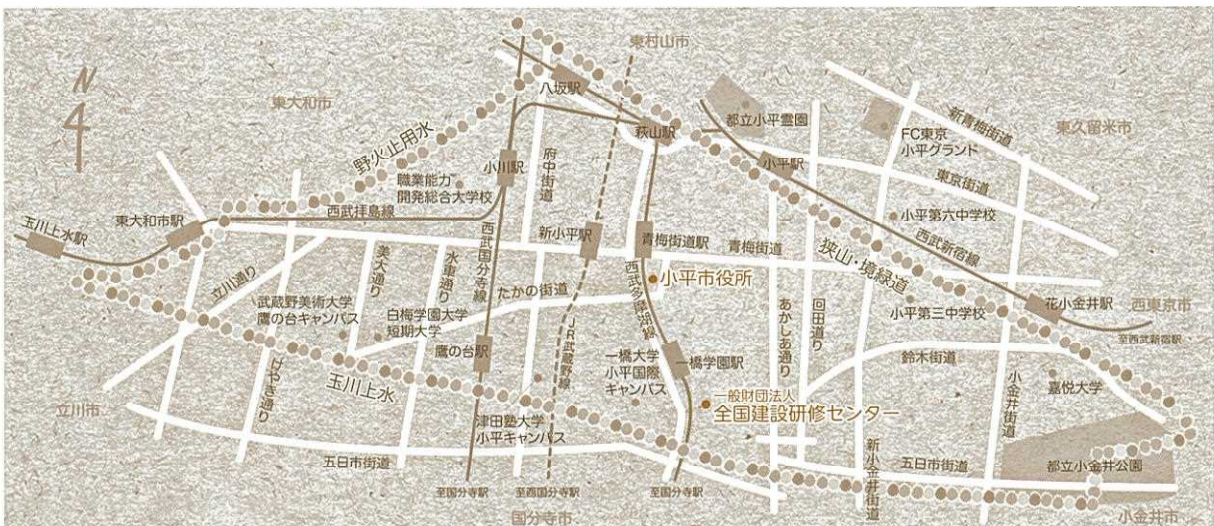 N
東村山市
東大和市
東久留米市
八坂駅
萩山駅
都立小平霊園
新青梅街道
FC東京
小平グランド
野火止用水
小川駅
府中街道
小平駅
東京街道
職業能力
開発総合大学校
西武拝島線
東大和市駅
玉川上水駅
小平第六中学校
西武新宿線
新小平駅
青梅街道駅
青梅街道
狭山・境緑道
西武国分寺線
美大通り
水車通り
立川通り
たかの街道
西武多摩湖線
小平市役所
あかしあ通り
回田道り
花小金井駅
西東京市
至西武新宿駅
小平第三中学校
武蔵野美術大学
鷹の台キャンパス
白梅学園大学
短期大学
鷹の台駅
JR武蔵野線
一橋大学
小平国際
キャンパス
一橋学園駅
鈴木街道
小金井街道
嘉悦大学
けやき通り
玉川上水
立川市
一般財団法人
全国建設研修センター
津田塾大学
小平キャンパス
五日市街道
新小金井街道
五日市街道
都立小金井公園
至国分寺駅
至西国分寺駅
至国分寺駅
国分寺市
小金井市